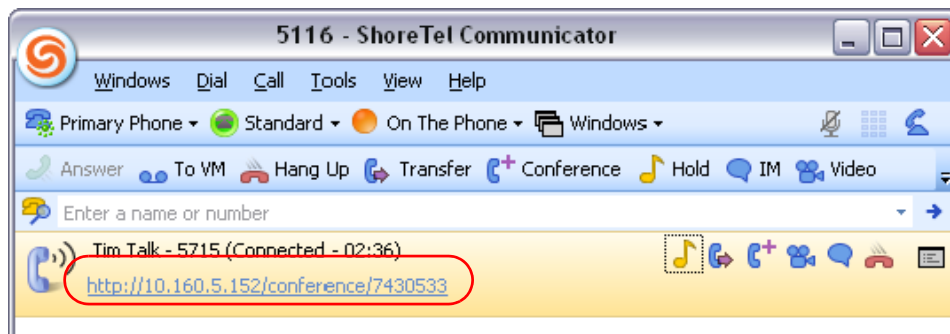 5116 - ShoreTel Communicator
Windows Dial Call Tools View Help
Primary Phone Standard On The Phone Windows
Answer To VM Hang Up Transfer Conference Hold IM Video
Enter a name or number
Tim Talk - 5715 (Connected - 02:36)
http://10.160.5.152/conference/7430533